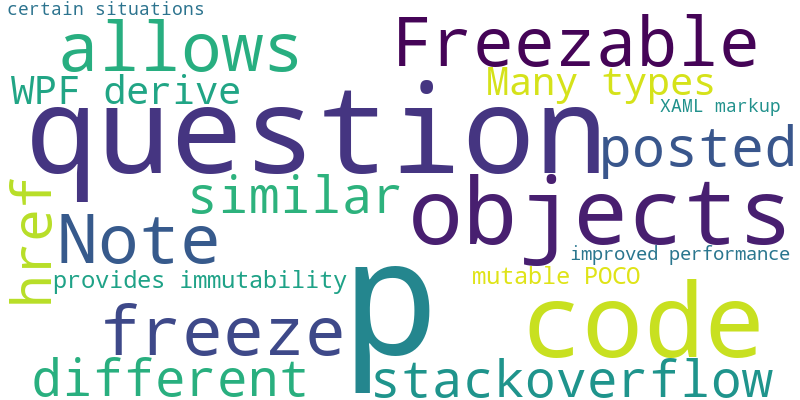 certain situations
allows
Freezable
WPF derive
Many types
XAML markup
question
posted
similar
objects
href
Note
improved performance
provides immutability
mutable POCO
p
freeze
code
different
stackoverflow